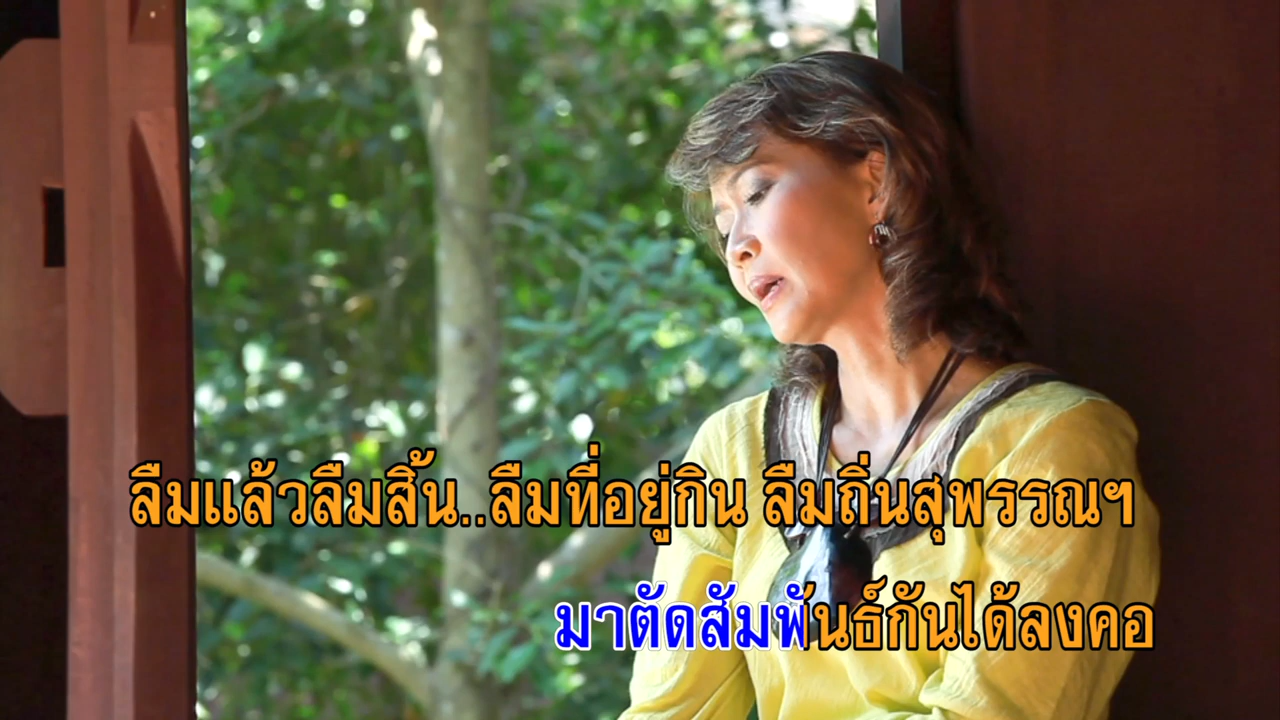 ลืมแล้วลืมสิ้น..ลืมที่อยู่กิน ลืมถิ่นสุพรรณฯ
มาตัดสัมพันธ์กันได้ลงคอ